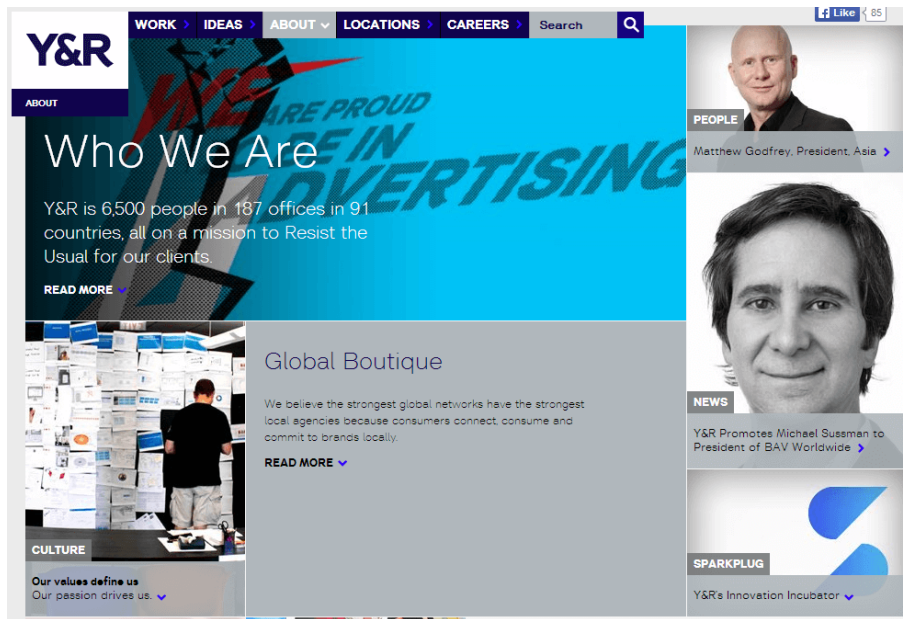 Y&R
WORK
IDEAS
ABOUT
LOCATIONS
CAREERS
Search
Like
85
ABOUT
WE
ARE PROUD
BE IN
ADVERTISING
Who We Are
Y&R is 6,500 people in 187 offices in 91
countries, all on a mission to Resist the
Usual for our clients.
READ MORE
PEOPLE
Matthew Godfrey, President, Asia
NEWS
Y&R Promotes Michael Sussman to
President of BAV Worldwide
CULTURE
Our values define us
Our passion drives us.
Global Boutique
We believe the strongest global networks have the strongest
local agencies because consumers connect, consume and
commit to brands locally.
READ MORE
SPARKPLUG
Y&R's Innovation Incubator